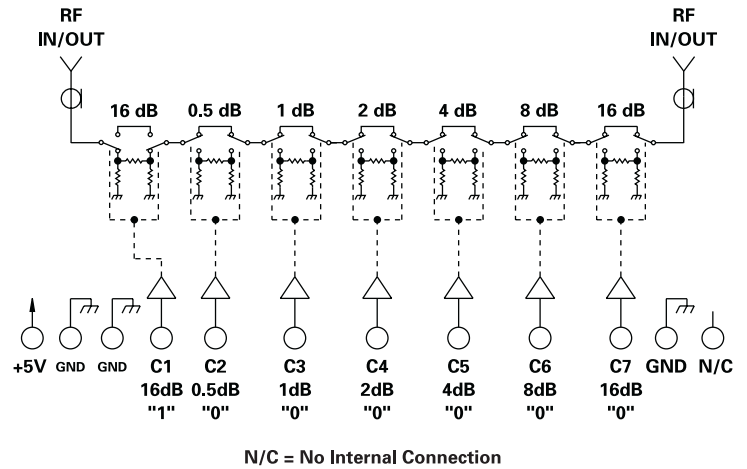 RF RF
IN/OUT IN/OUT
16 dB 0.5 dB 1 dB 2 dB 4 dB 8 dB 16 dB
+5V GND GND C1 C2 C3 C4 C5 C6 C7 GND N/C
16dB 0.5dB 1dB 2dB 4dB 8dB 16dB
"1" "0" "0" "0" "0" "0" "0"
N/C = No Internal Connection